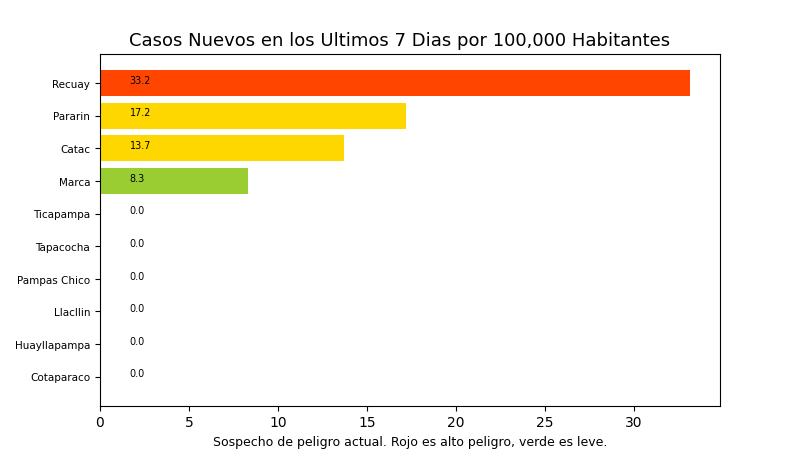 Casos Nuevos en los Ultimos 7 Dias por 100,000 Habitantes
Recuay 33.2
Pararin 17.2
Catac 13.7
Marca 8.3
Ticapampa 0.0
Tapacocha 0.0
Pampas Chico 0.0
Llacllin 0.0
Huayllapampa 0.0
Cotaparaco 0.0
0 5 10 15 20 25 30
Sospecho de peligro actual. Rojo es alto peligro, verde es leve.